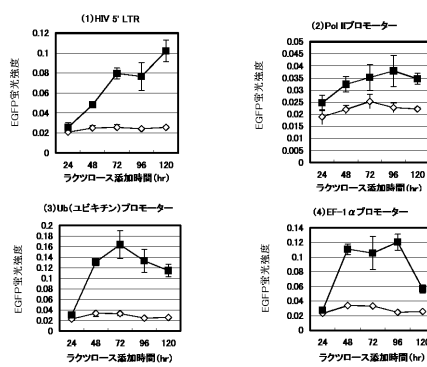 (1)HIV 5' LTR
EGFP蛍光強度
0.12
0.1
0.08
0.06
0.04
0.02
0
24 48 72 96 120
ラクツロース添加時間(hr)
(2)Pol IIプロモーター
EGFP蛍光強度
0.05
0.045
0.04
0.035
0.03
0.025
0.02
0.015
0.01
0.005
0
24 48 72 96 120
ラクツロース添加時間(hr)
(3)Ub(ユビキチン)プロモーター
EGFP蛍光強度
0.2
0.18
0.16
0.14
0.12
0.1
0.08
0.06
0.04
0.02
0
24 48 72 96 120
ラクツロース添加時間(hr)
(4)EF-1αプロモーター
EGFP蛍光強度
0.14
0.12
0.1
0.08
0.06
0.04
0.02
0
24 48 72 96 120
ラクツロース添加時間(hr)